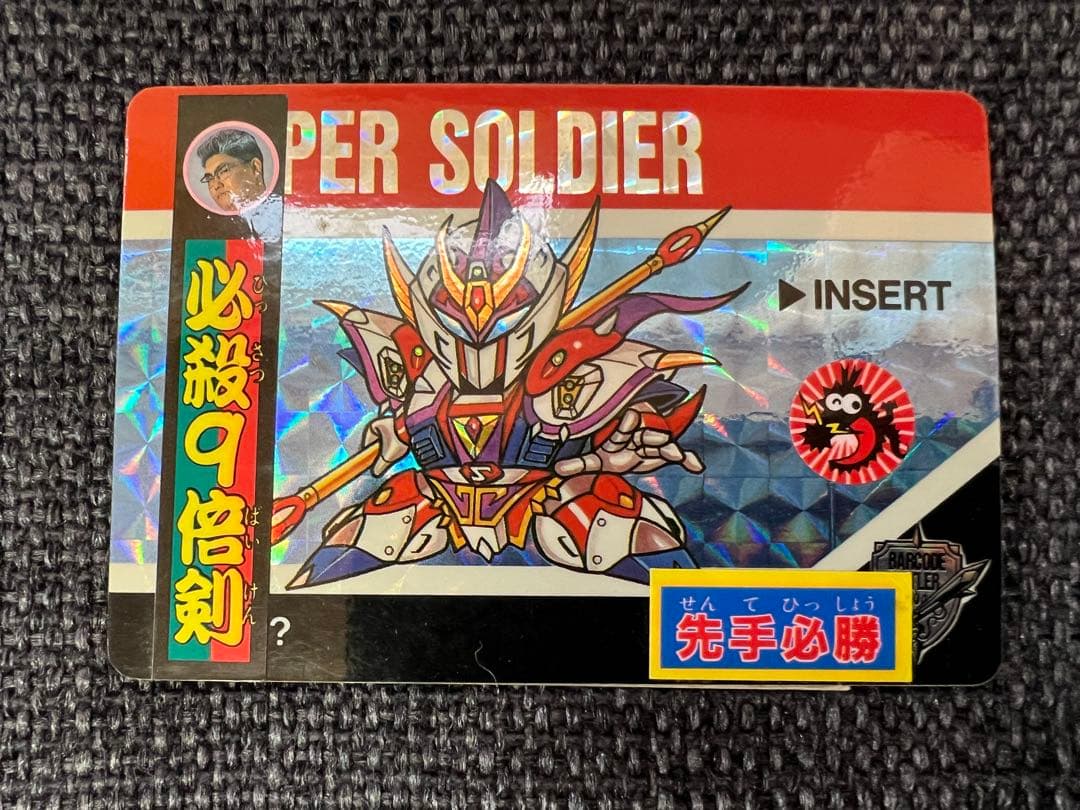 PER SOLDIER
必殺9倍剣
ひっさつ ばいけん
▶INSERT
BARCODE
?
せん て ひっ しょう
先手必勝